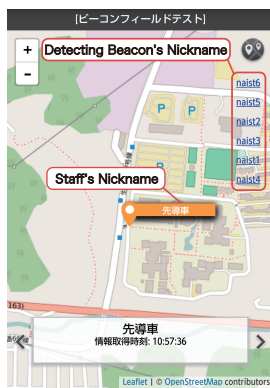 [ビーコンフィールドテスト]
+
-
Detecting Beacon's Nickname
naist6
naist5
naist2
naist3
naist1
naist4
P
P
P
Staff's Nickname
先導車
163)
先導車
情報取得時刻: 10:57:36
Leaflet | © OpenStreetMap contributors